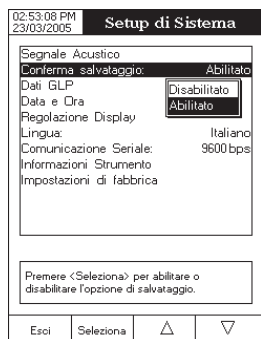 02:53:08 PM
23/03/2005
Setup di Sistema
Segnale Acustico
Conferma salvataggio: Abilitato
Dati GLP
Disabilitato
Data e Ora
Abilitato
Regolazione Display
Lingua: Italiano
Comunicazione Seriale: 9600 bps
Informazioni Strumento
Impostazioni di fabbrica
Premere <Seleziona> per abilitare o
disabilitare l'opzione di salvataggio.
Esci Seleziona